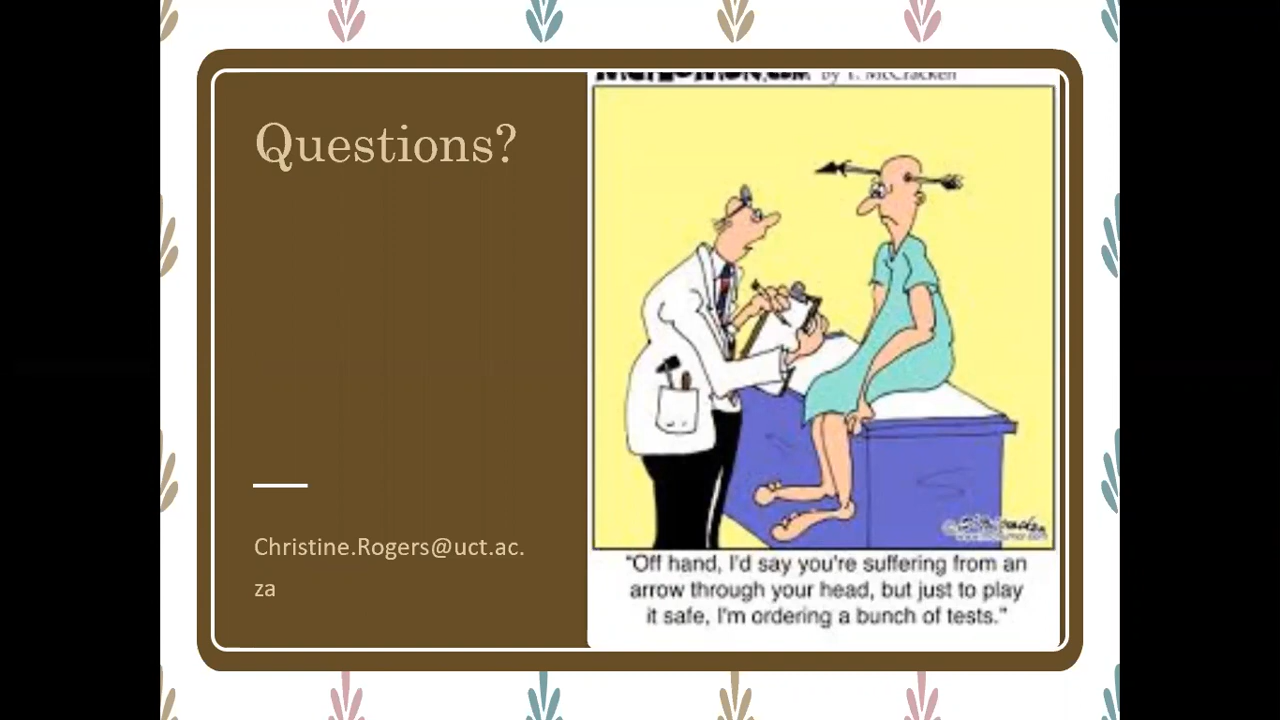 by T. McCracken
Questions?
Christine.Rogers@uct.ac.
za
"Off hand, I'd say you're suffering from an
arrow through your head, but just to play
it safe, I'm ordering a bunch of tests."